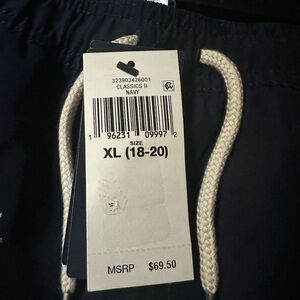 323903426001
CLASSICS II
NAVY
1 96231 09997 2
SIZE
XL (18-20)
MSRP $69.50